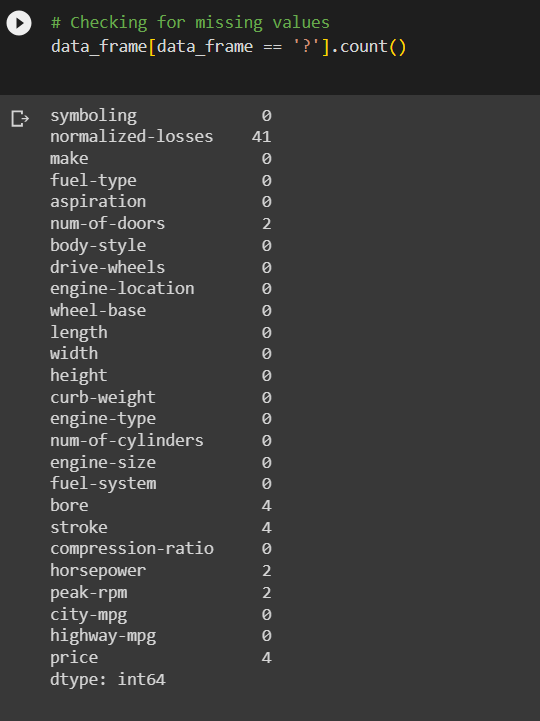 # Checking for missing values
data_frame[data_frame == '?'].count()
symboling 0
normalized-losses 41
make 0
fuel-type 0
aspiration 0
num-of-doors 2
body-style 0
drive-wheels 0
engine-location 0
wheel-base 0
length 0
width 0
height 0
curb-weight 0
engine-type 0
num-of-cylinders 0
engine-size 0
fuel-system 0
bore 4
stroke 4
compression-ratio 0
horsepower 2
peak-rpm 2
city-mpg 0
highway-mpg 0
price 4
dtype: int64